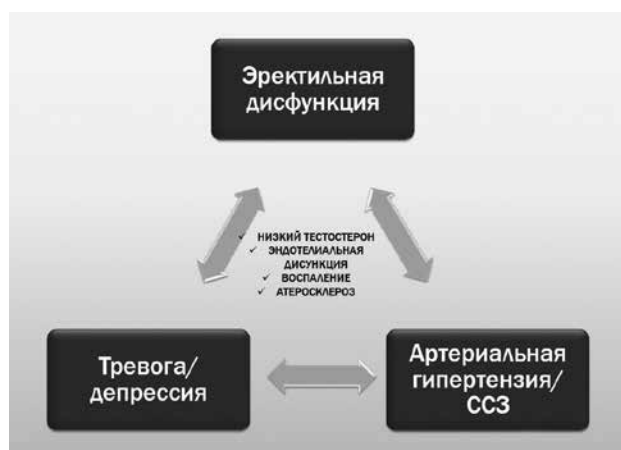 Эректильная
дисфункция
✓ НИЗКИЙ ТЕСТОСТЕРОН
✓ ЭНДОТЕЛИАЛЬНАЯ
ДИСУНКЦИЯ
✓ ВОСПАЛЕНИЕ
✓ АТЕРОСКЛЕРОЗ
Тревога/
депрессия
Артериальная
гипертензия/
ССЗ